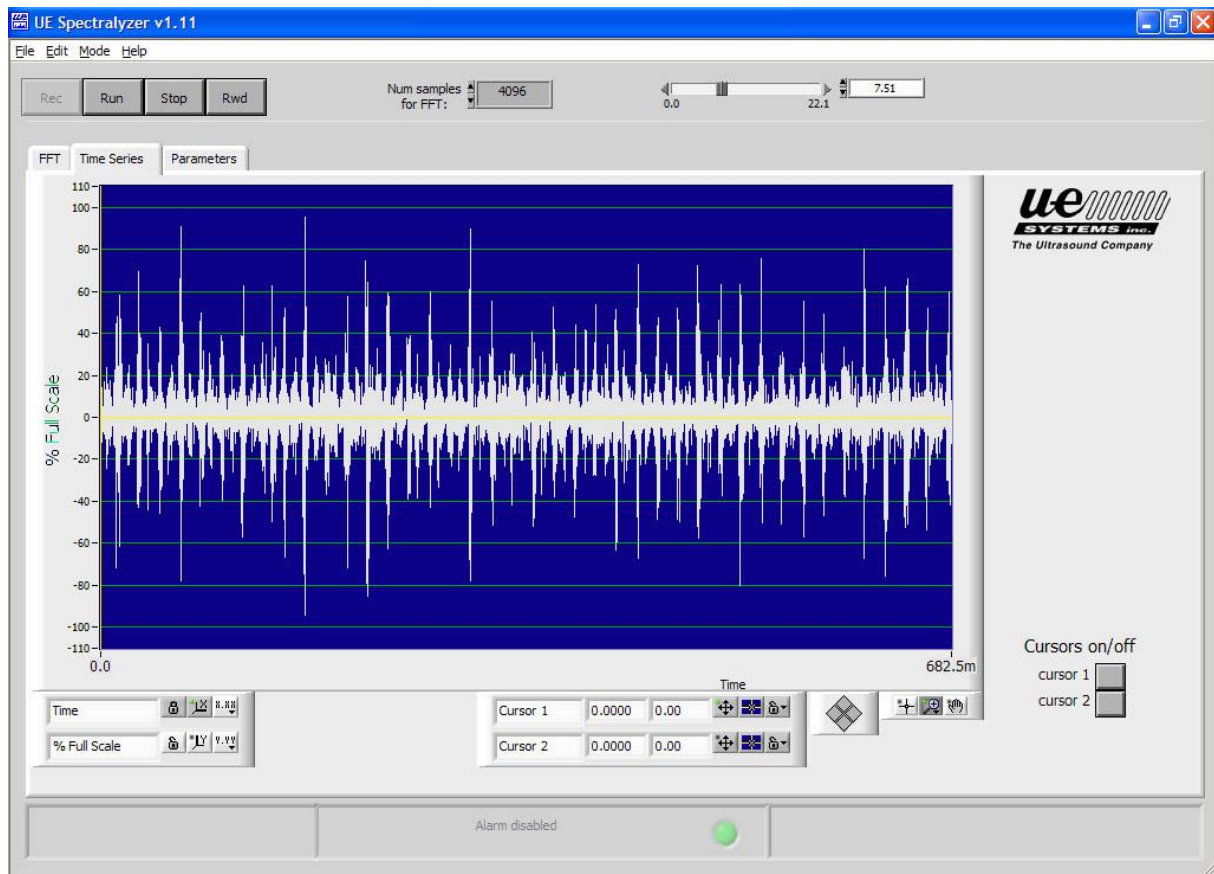 UE Spectralyzer v1.11
File Edit Mode Help
Rec Run Stop Rwd
Num samples for FFT: 4096
0.0 22.1 7.51
FFT Time Series Parameters
110
100
80
60
40
20
0
-20
-40
-60
-80
-100
-110
% Full Scale
0.0 682.5m
Time
ue
SYSTEMS inc.
The Ultrasound Company
Cursors on/off
cursor 1
cursor 2
Time X.XX
% Full Scale Y.YY
Cursor 1 0.0000 0.00
Cursor 2 0.0000 0.00
Alarm disabled